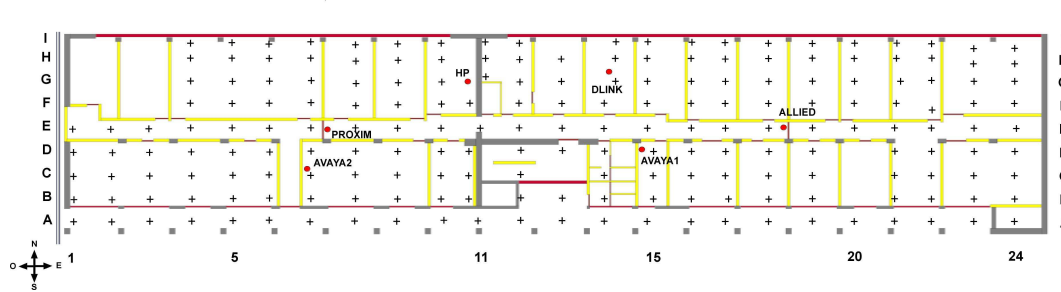 I
H
G
F
E
D
C
B
A
HP
DLINK
ALLIED
PROXIM
AVAYA2
AVAYA1
N
O E
S
1 5 11 15 20 24